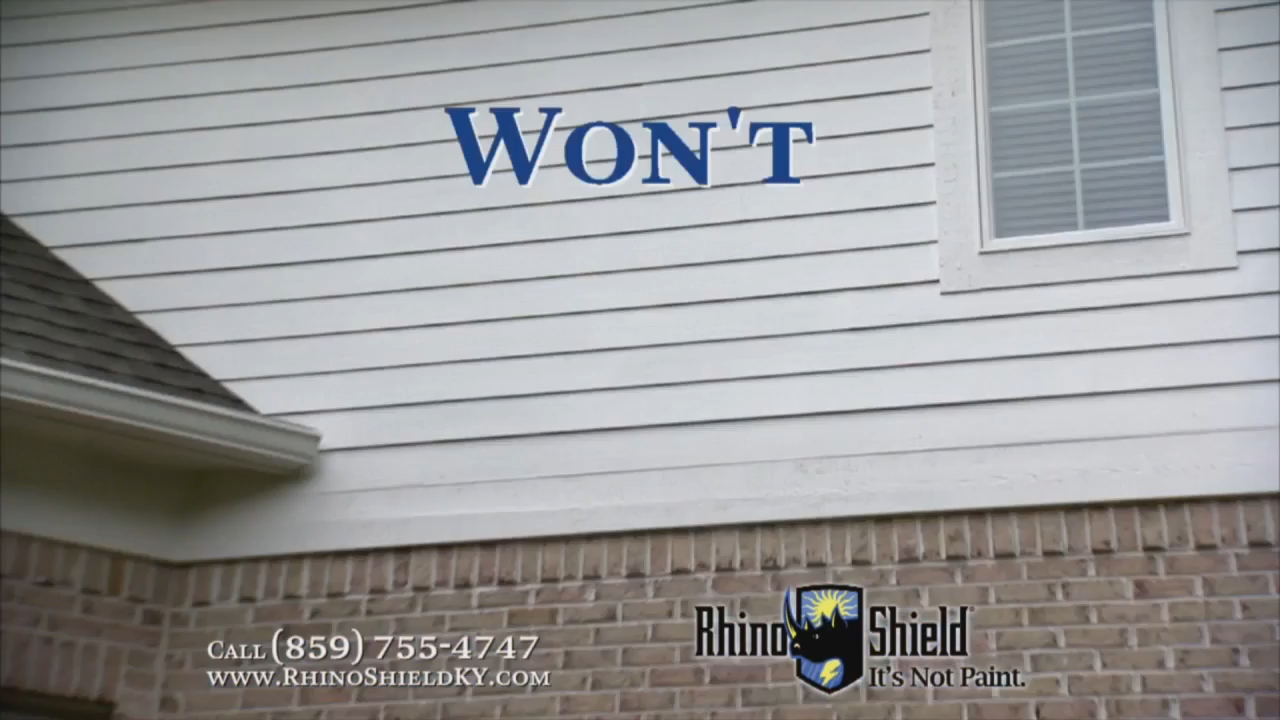 WON'T
CALL (859) 755-4747
WWW.RHINOSHIELDKY.COM
Rhino Shield
It's Not Paint.